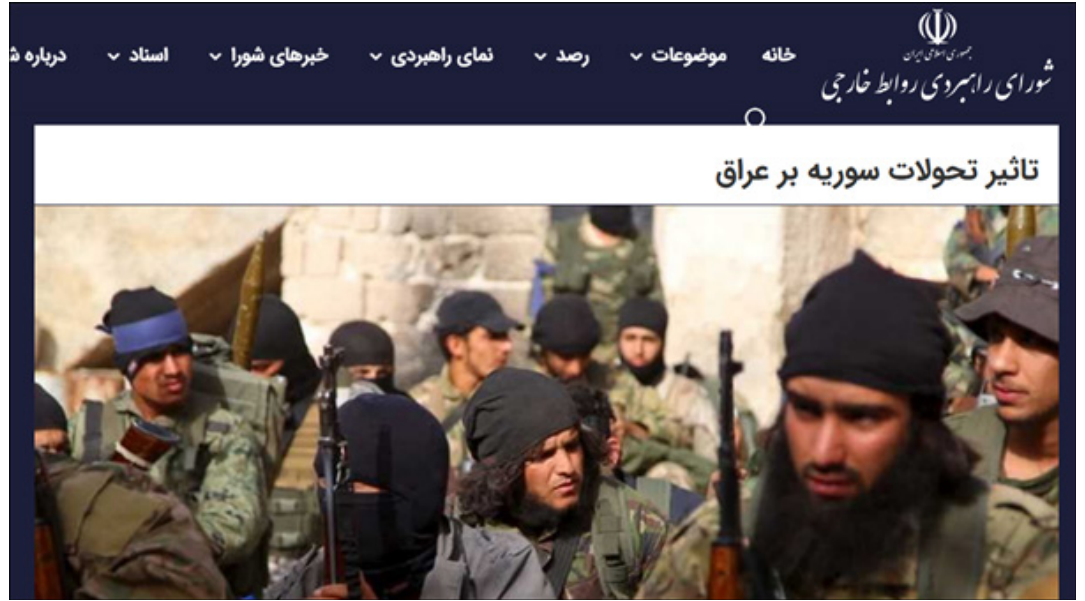 جمهوری اسلامی ایران
شورای راهبردی روابط خارجی
خانه موضوعات رصد نمای راهبردی خبرهای شورا اسناد درباره ش
تاثیر تحولات سوریه بر عراق